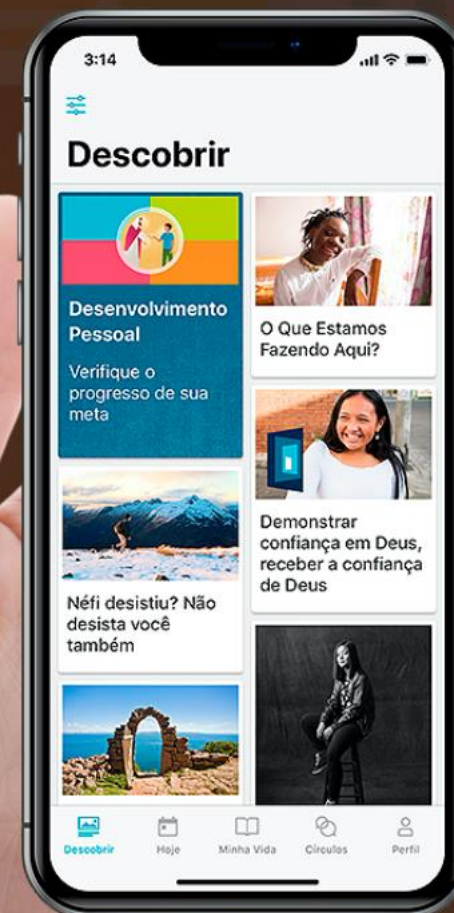 3:14
Descobrir
Desenvolvimento
Pessoal
Verifique o
progresso de sua
meta
O Que Estamos
Fazendo Aqui?
Demonstrar
confiança em Deus,
receber a confiança
de Deus
Néfi desistiu? Não
desista você
também
Descobrir
Hoje
Minha Vida
Círculos
Perfil